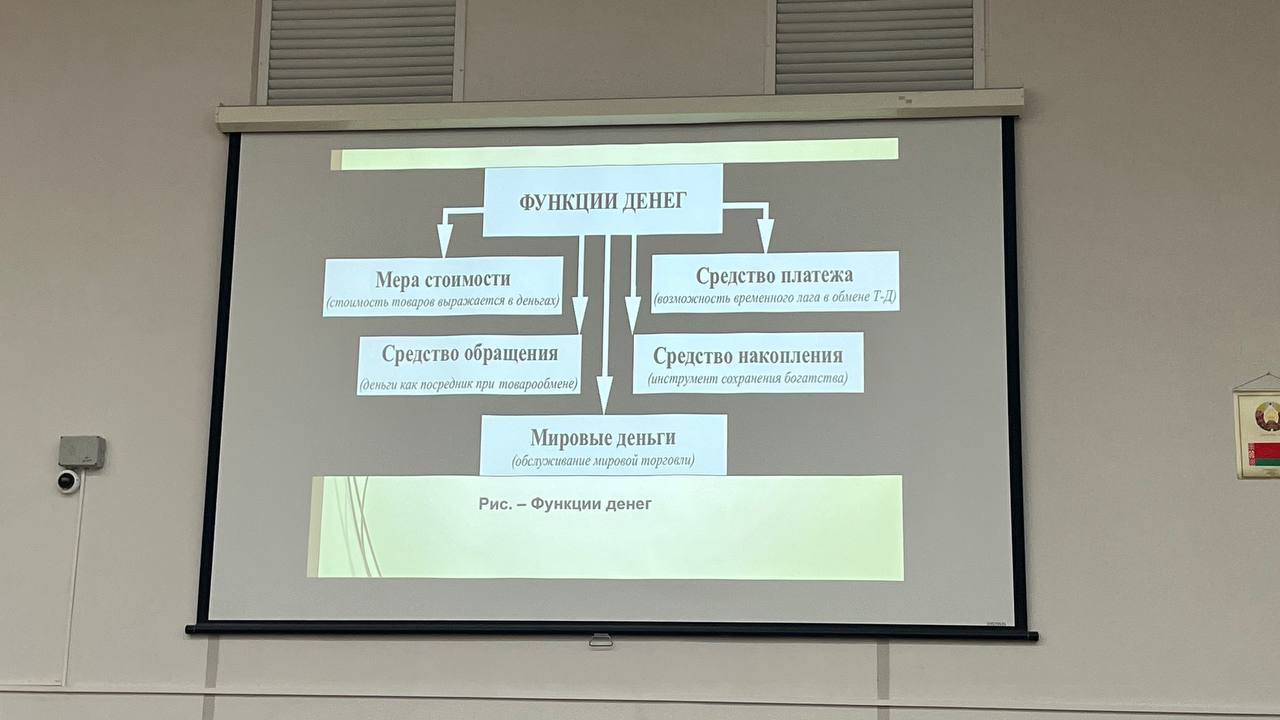 ФУНКЦИИ ДЕНЕГ
Мера стоимости
(стоимость товаров выражается в деньгах)
Средство платежа
(возможность временного лага в обмене Т-Д)
Средство обращения
(деньги как посредник при товарообмене)
Средство накопления
(инструмент сохранения богатства)
Мировые деньги
(обслуживание мировой торговли)
Рис. – Функции денег